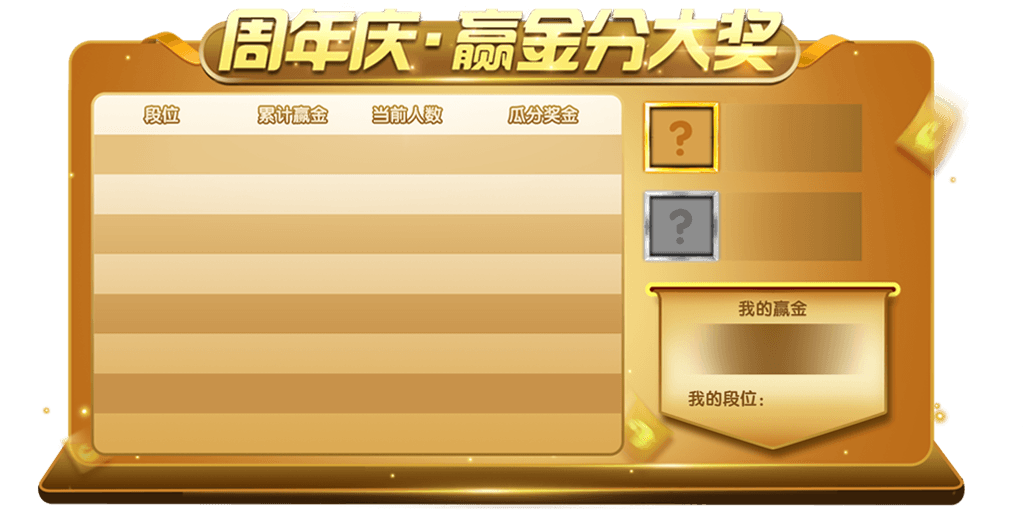 周年庆·赢金分大奖
段位 累计赢金 当前人数 瓜分奖金
?
?
我的赢金
我的段位：